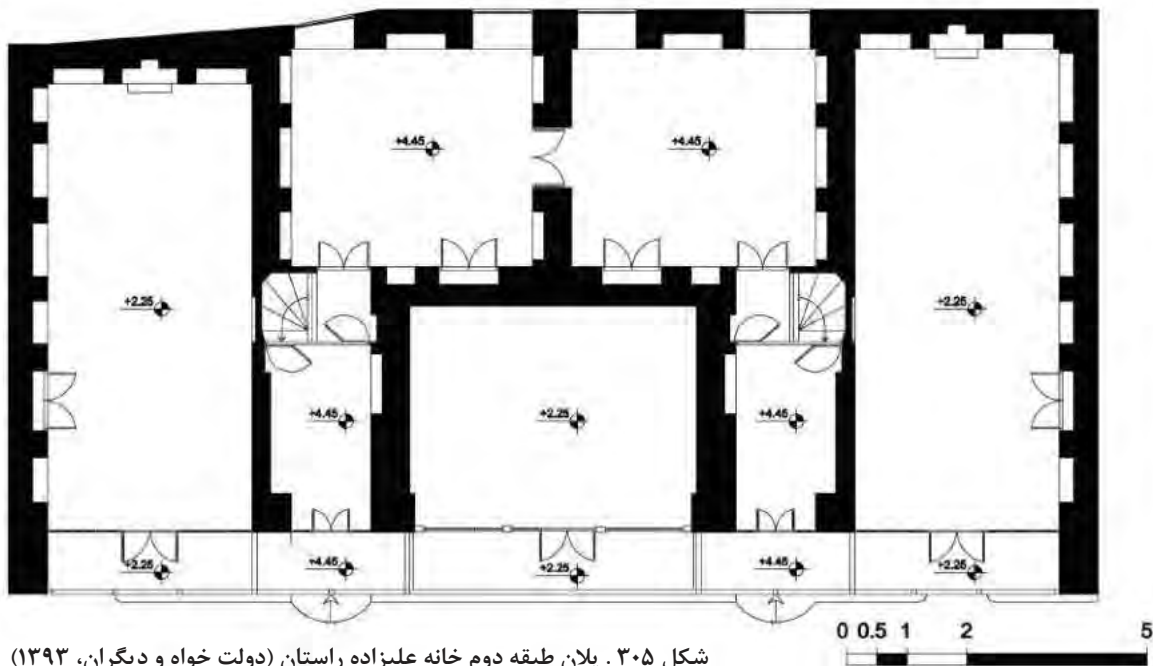 +4.45 +4.45
+2.25 +2.25
+4.45 +2.25 +4.45
+2.25 +4.45 +2.25 +4.45 +2.25
0 0.5 1 2 5
شکل ۳۰۵ . پلان طبقه دوم خانه علیزاده راستان (دولت خواه و دیگران، ۱۳۹۳)